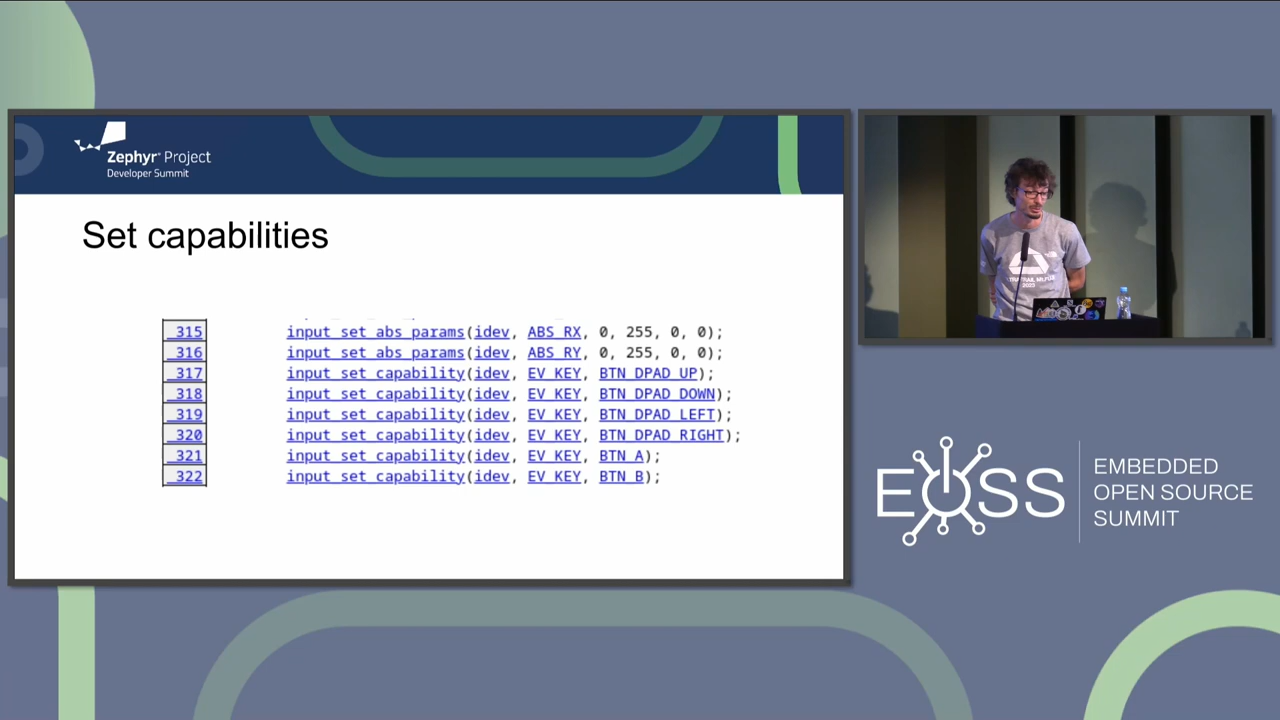 Zephyr® Project
Developer Summit
Set capabilities
315 input_set_abs_params(idev, ABS_RX, 0, 255, 0, 0);
316 input_set_abs_params(idev, ABS_RY, 0, 255, 0, 0);
317 input_set_capability(idev, EV_KEY, BTN_DPAD_UP);
318 input_set_capability(idev, EV_KEY, BTN_DPAD_DOWN);
319 input_set_capability(idev, EV_KEY, BTN_DPAD_LEFT);
320 input_set_capability(idev, EV_KEY, BTN_DPAD_RIGHT);
321 input_set_capability(idev, EV_KEY, BTN_A);
322 input_set_capability(idev, EV_KEY, BTN_B);
2023
EOSS
EMBEDDED
OPEN SOURCE
SUMMIT